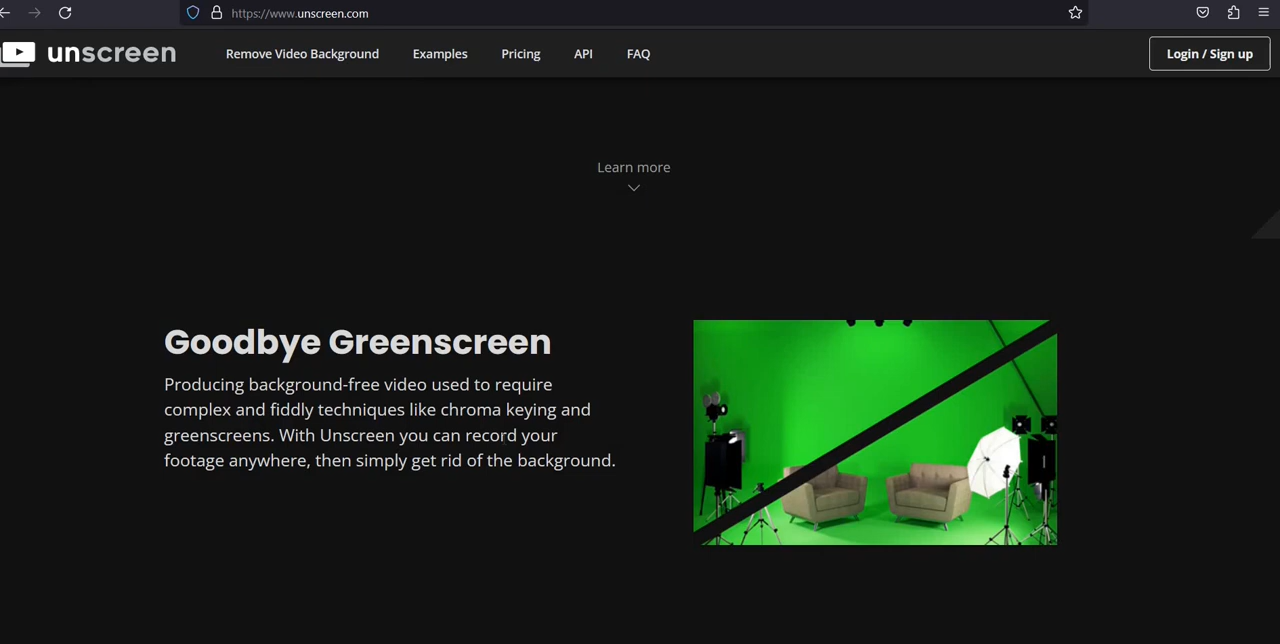 https://www.unscreen.com
unscreen
Remove Video Background
Examples
Pricing
API
FAQ
Login / Sign up
Learn more
Goodbye Greenscreen
Producing background-free video used to require
complex and fiddly techniques like chroma keying and
greenscreens. With Unscreen you can record your
footage anywhere, then simply get rid of the background.